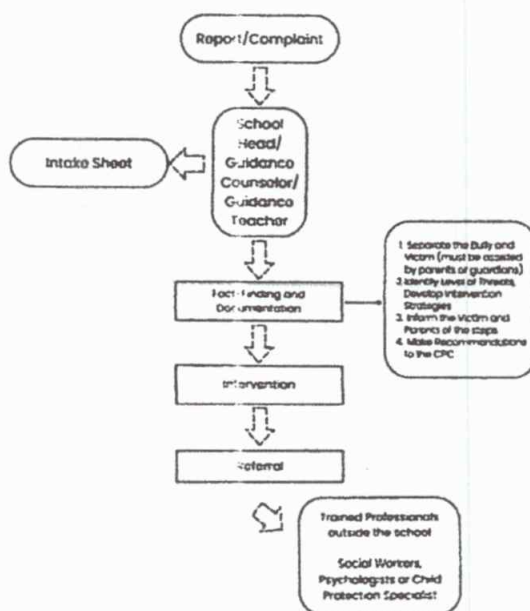 Report/Complaint
School
Head/
Guidance
Counselor/
Guidance
Teacher
Intake Sheet
Fact-Finding and
Documentation
1. Separate the Bully and
Victim (must be assisted
by parents or guardians)
2. Identify Level of Threats,
Develop Intervention
Strategies
3. Inform the Victim and
Parents of the steps
4. Make Recommendations
to the CPC
Intervention
Referral
Trained Professionals
outside the school
Social Workers,
Psychologists or Child
Protection Specialist